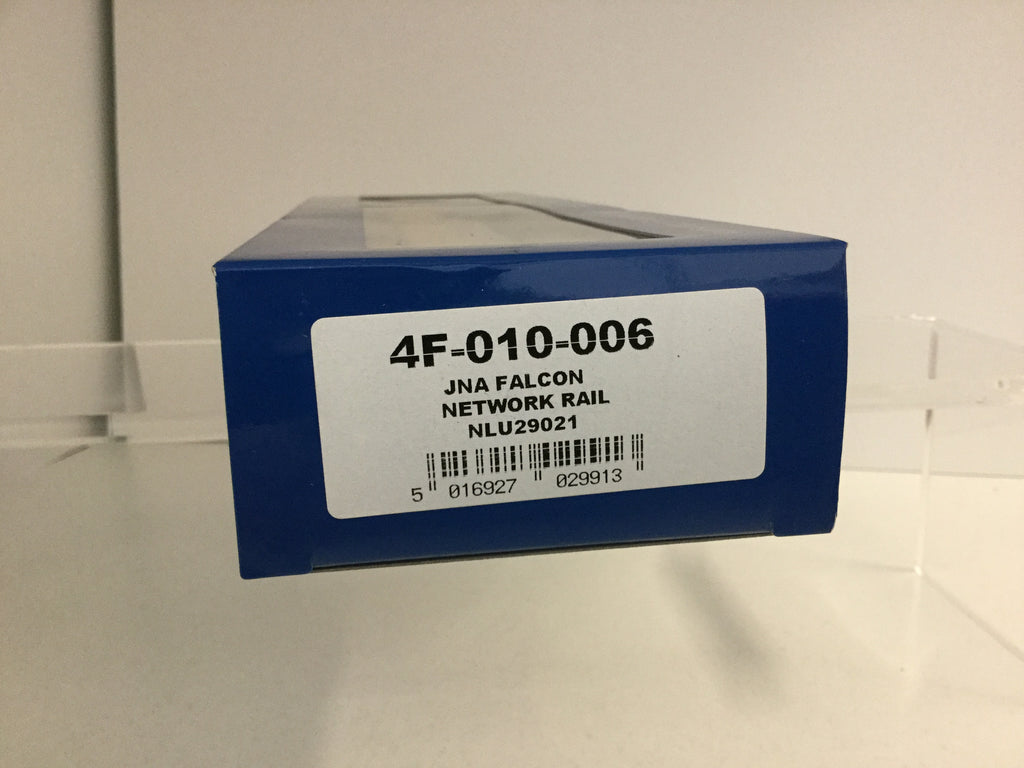 4F-010-006
JNA FALCON
NETWORK RAIL
NLU29021
5 016927 029913